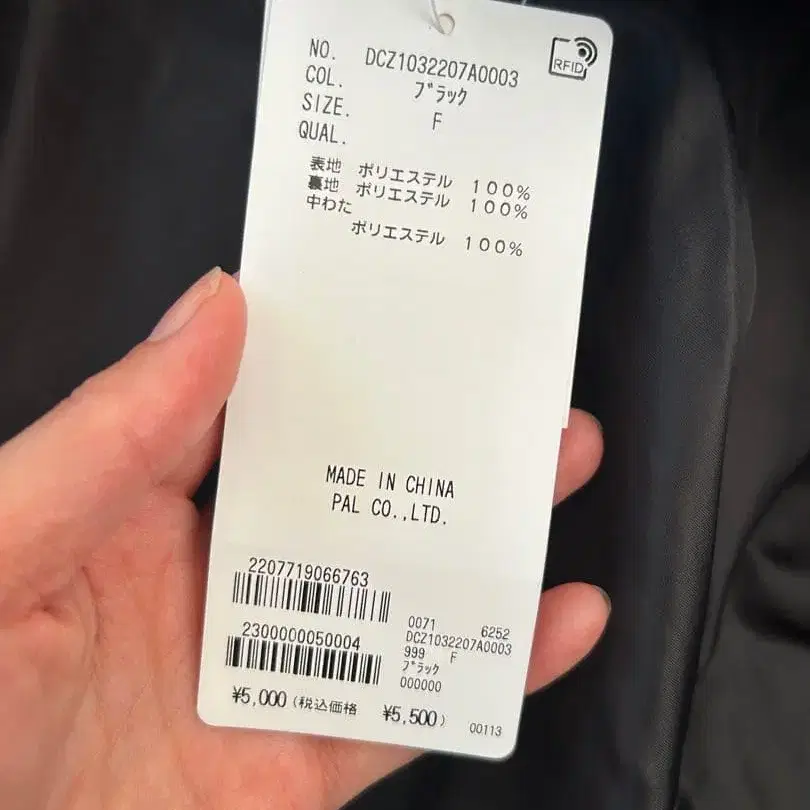 RFID
NO. DCZ1032207A0003
COL. ブラック
SIZE. F
QUAL.
表地 ポリエステル 100%
裏地 ポリエステル 100%
中わた
ポリエステル 100%
MADE IN CHINA
PAL CO.,LTD.
2207719066763
2300000050004
0071 6252
DCZ1032207A0003
999 F
ブラック
000000
¥5,000(税込価格 ¥5,500)
00113